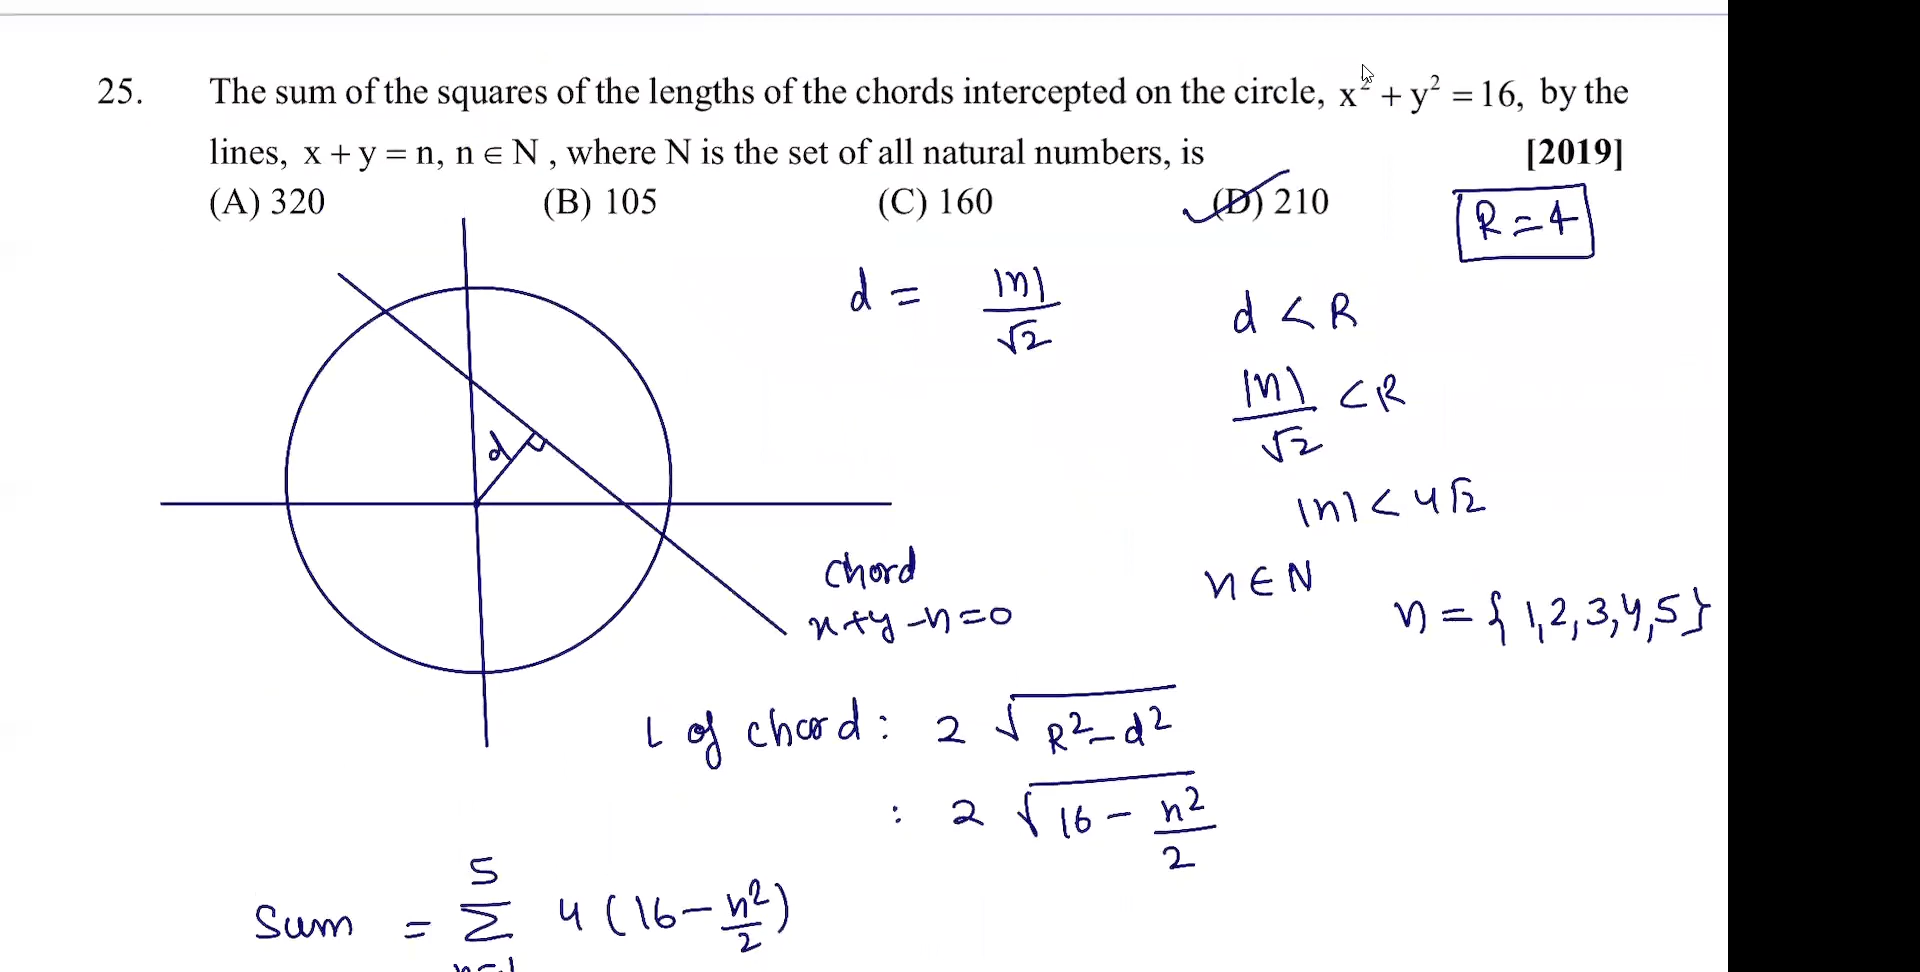 25. The sum of the squares of the lengths of the chords intercepted on the circle, x² + y² = 16, by the
lines, x + y = n, n ∈ N, where N is the set of all natural numbers, is [2019]
(A) 320 (B) 105 (C) 160 (D) 210
R = 4
d = |n| / √2
d < R
|n| / √2 < R
d
|n| < 4√2
chord
x + y - n = 0
n ∈ N
n = { 1, 2, 3, 4, 5 }
L of chord : 2 √(R² - d²)
: 2 √(16 - n²/2)
Sum = 5 Σ n=1 4 (16 - n²/2)